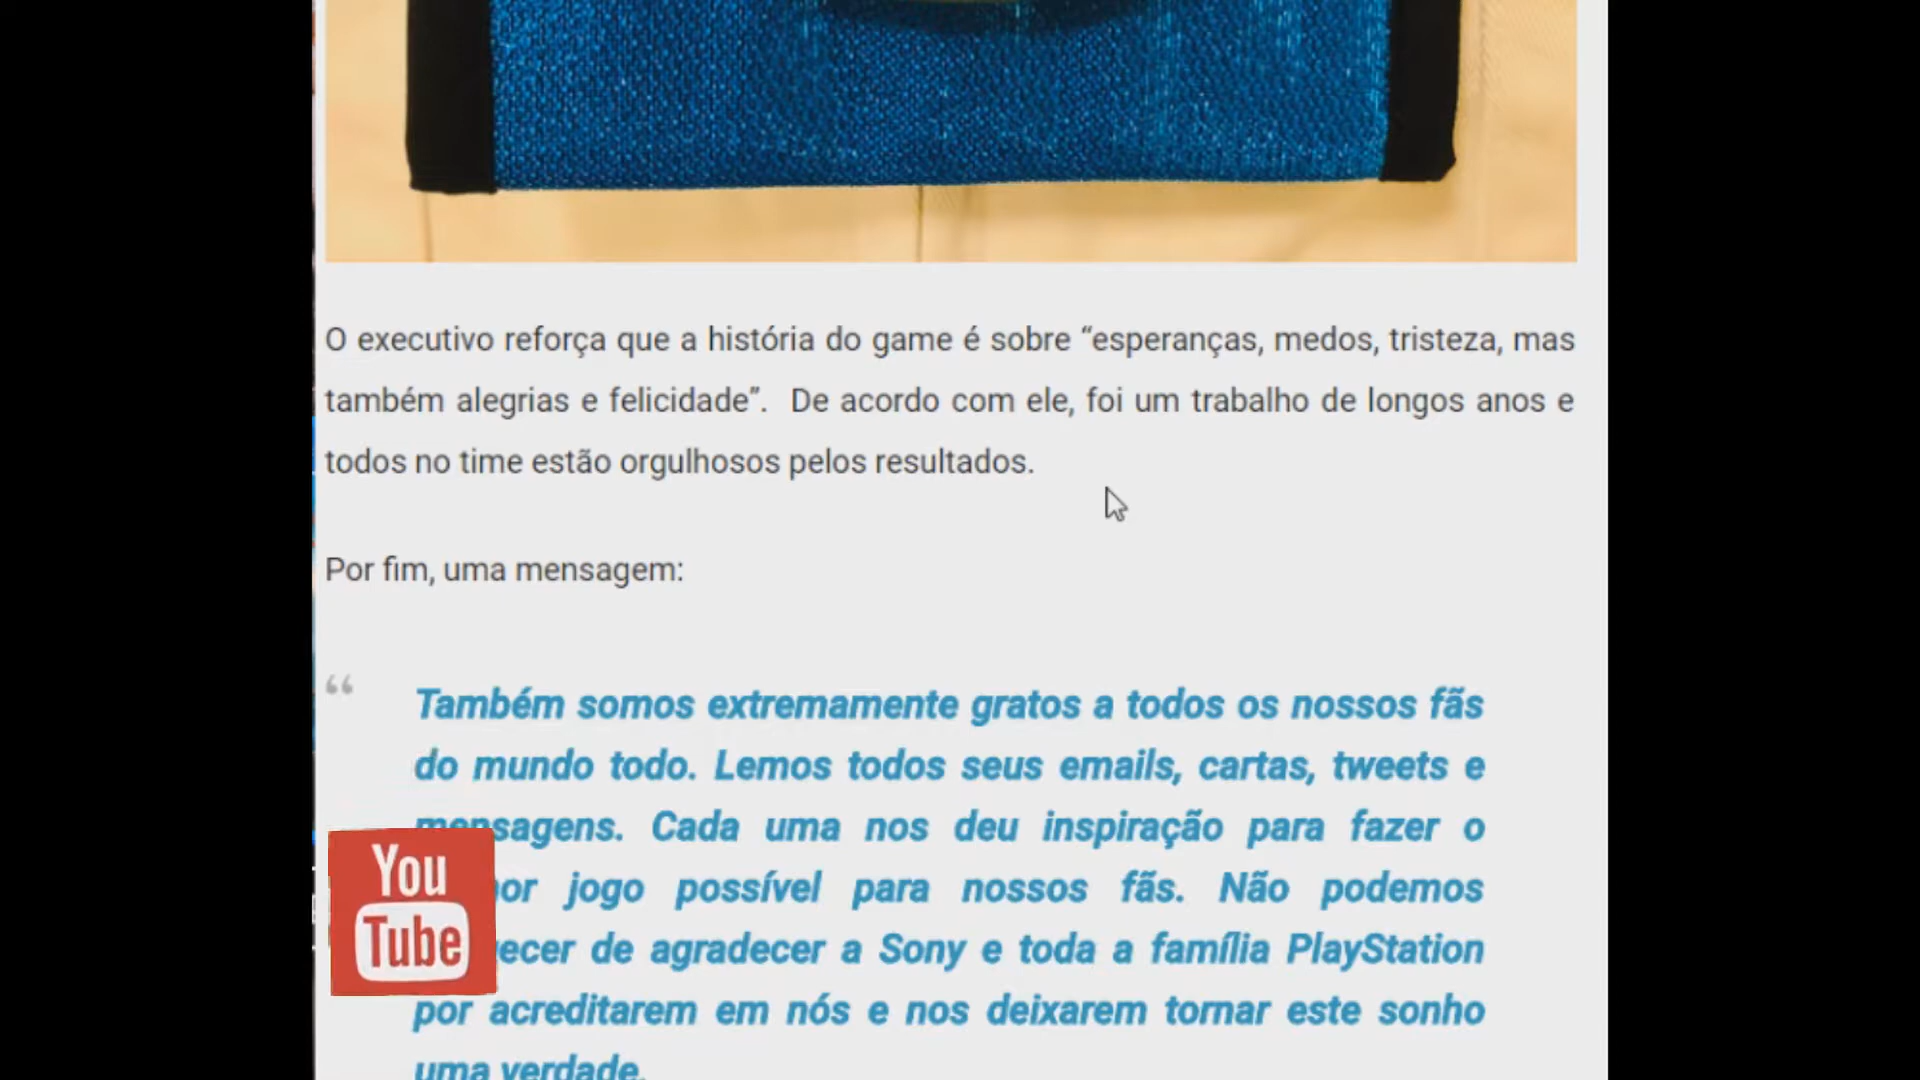 O executivo reforça que a história do game é sobre “esperanças, medos, tristeza, mas
também alegrias e felicidade”. De acordo com ele, foi um trabalho de longos anos e
todos no time estão orgulhosos pelos resultados.
Por fim, uma mensagem:
“
Também somos extremamente gratos a todos os nossos fãs
do mundo todo. Lemos todos seus emails, cartas, tweets e
mensagens. Cada uma nos deu inspiração para fazer o
jogo possível para nossos fãs. Não podemos
de agradecer a Sony e toda a família PlayStation
por acreditarem em nós e nos deixarem tornar este sonho
uma verdade.
You
Tube